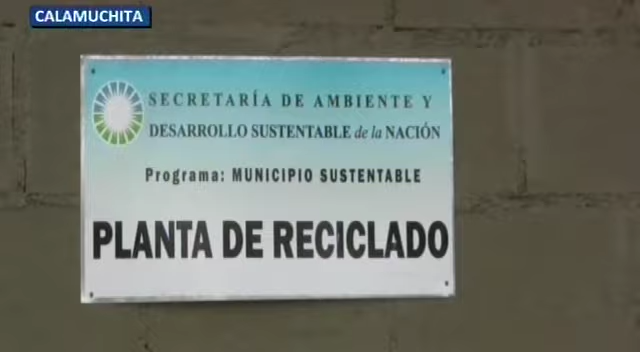 CALAMUCHITA
SECRETARÍA DE AMBIENTE Y
DESARROLLO SUSTENTABLE de la NACIÓN
Programa: MUNICIPIO SUSTENTABLE
PLANTA DE RECICLADO